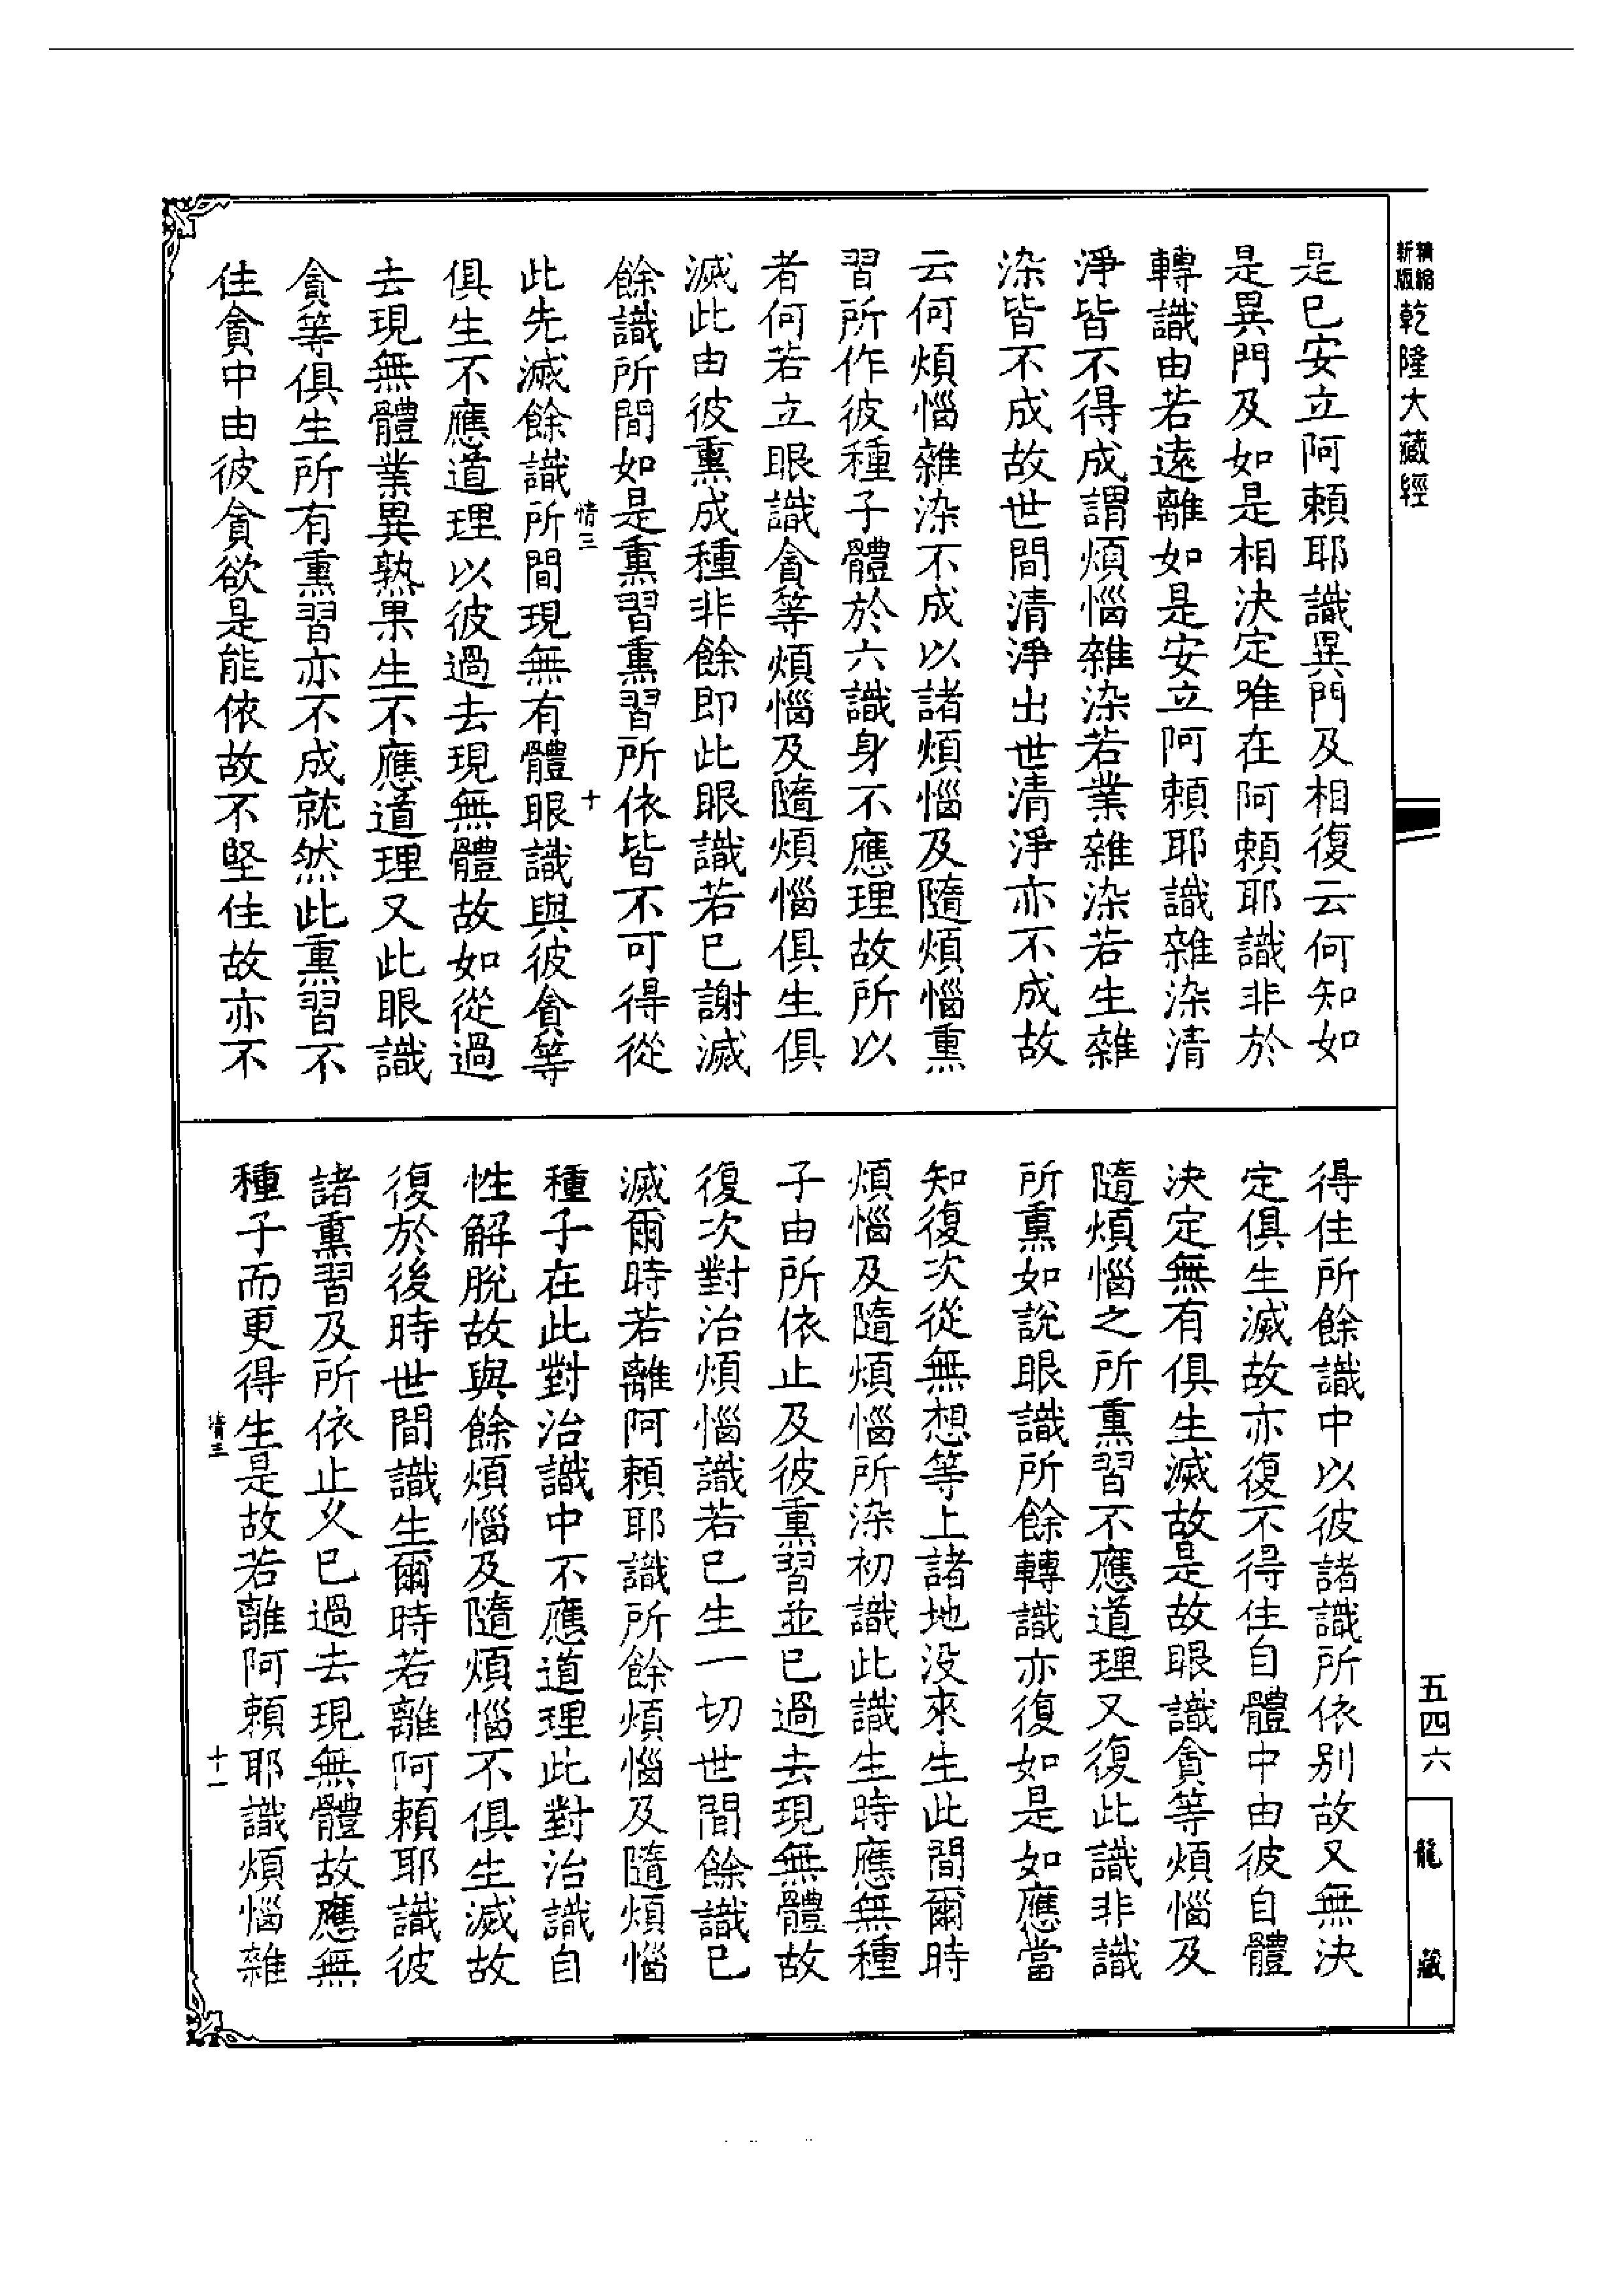 精縮新版乾隆大藏經
是已安立阿賴耶識異門及相復云何知如
是異門及如是相決定唯在阿賴耶識非於
轉識由若遠離如是安立阿賴耶識雜染清
淨皆不得成謂煩惱雜染若業雜染若生雜
染皆不成故世間清淨出世清淨亦不成故
云何煩惱雜染不成以諸煩惱及隨煩惱熏
習所作彼種子體於六識身不應理故所以
者何若立眼識貪等煩惱及隨煩惱俱生俱
滅此由彼熏成種非餘即此眼識若已謝滅
餘識所間如是熏習熏習所依皆不可得從
情三 十
此先滅餘識所間現無有體眼識與彼貪等
俱生不應道理以彼過去現無體故如從過
去現無體業異熟果生不應道理又此眼識
貪等俱生所有熏習亦不成就然此熏習不
住貪中由彼貪欲是能依故不堅住故亦不
得住所餘識中以彼諸識所依別故又無決
定俱生滅故亦復不得住自體中由彼自體
決定無有俱生滅故是故眼識貪等煩惱及
隨煩惱之所熏習不應道理又復此識非識
所熏如說眼識所餘轉識亦復如是如應當
知復次從無想等上諸地没來生此間爾時
煩惱及隨煩惱所染初識此識生時應無種
子由所依止及彼熏習並已過去現無體故
復次對治煩惱識若已生一切世間餘識已
滅爾時若離阿賴耶識所餘煩惱及隨煩惱
種子在此對治識中不應道理此對治識自
性解脫故與餘煩惱及隨煩惱不俱生滅故
復於後時世間識生爾時若離阿賴耶識彼
諸熏習及所依止久已過去現無體故應無
種子而更得生是故若離阿賴耶識煩惱雜
情三 十一
五四六
龍藏